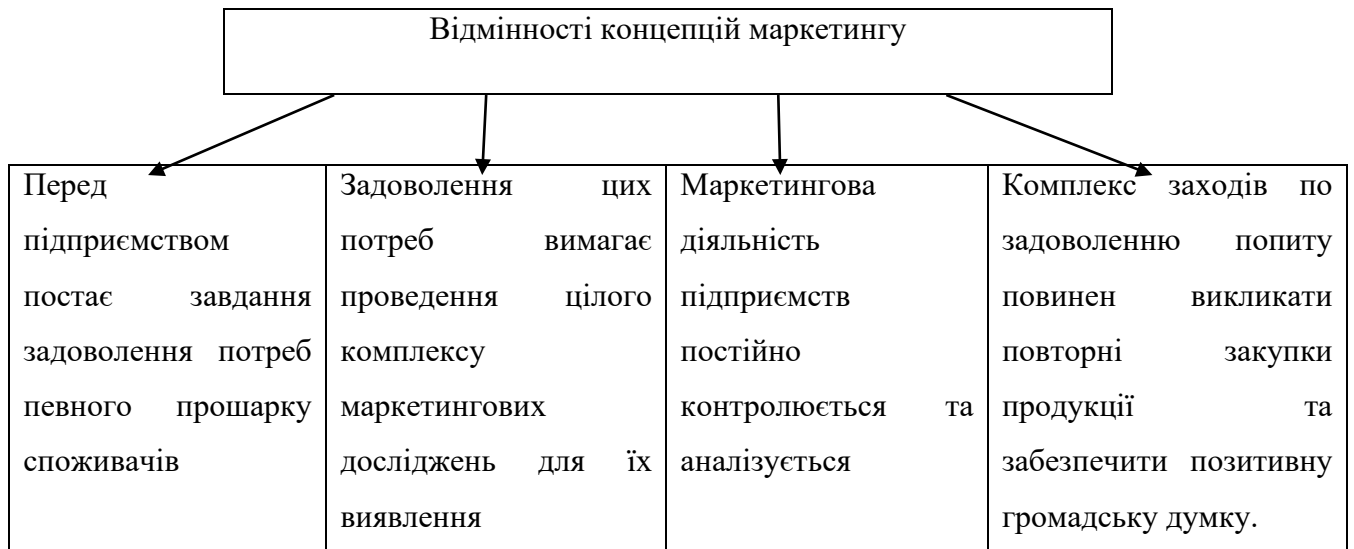 Відмінності концепцій маркетингу
Перед
підприємством
постає завдання
задоволення потреб
певного прошарку
споживачів
Задоволення цих
потреб вимагає
проведення цілого
комплексу
маркетингових
досліджень для їх
виявлення
Маркетингова
діяльність
підприємств
постійно
контролюється та
аналізується
Комплекс заходів по
задоволенню попиту
повинен викликати
повторні закупки
продукції та
забезпечити позитивну
громадську думку.